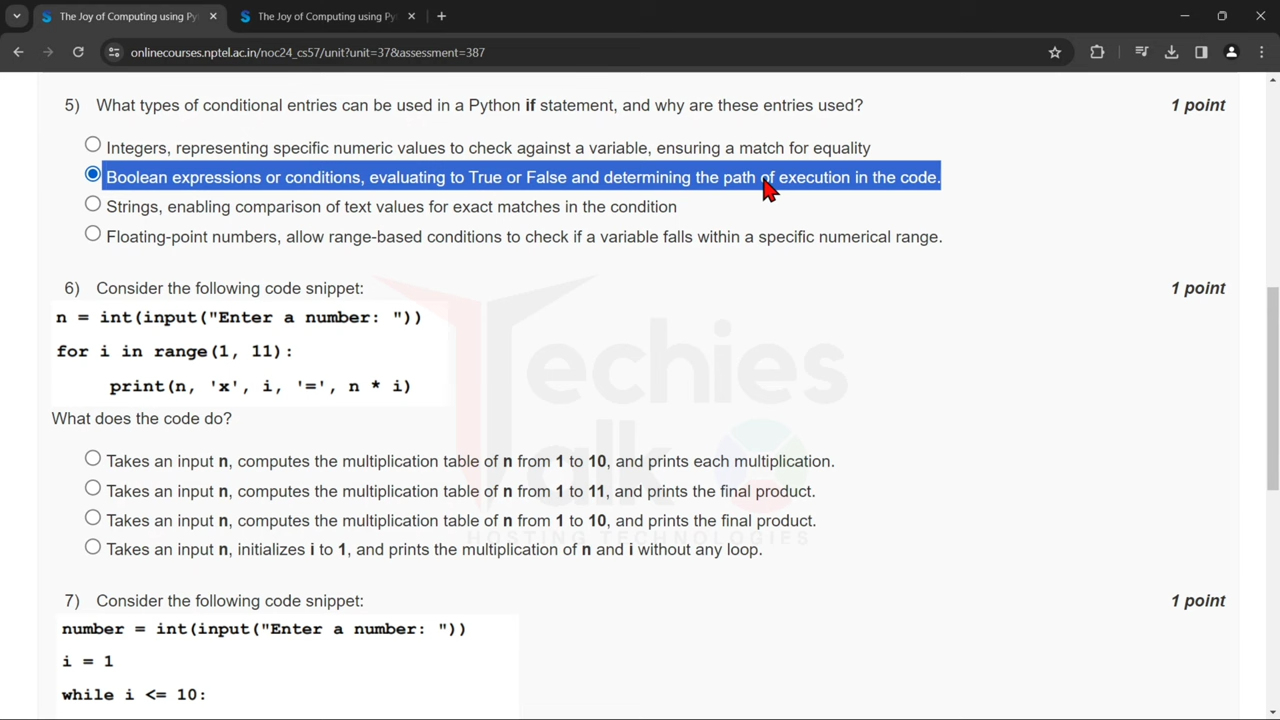 The Joy of Computing using Py
The Joy of Computing using Py
onlinecourses.nptel.ac.in/noc24_cs57/unit?unit=37&assessment=387
5) What types of conditional entries can be used in a Python if statement, and why are these entries used? 1 point
Integers, representing specific numeric values to check against a variable, ensuring a match for equality
Boolean expressions or conditions, evaluating to True or False and determining the path of execution in the code.
Strings, enabling comparison of text values for exact matches in the condition
Floating-point numbers, allow range-based conditions to check if a variable falls within a specific numerical range.
6) Consider the following code snippet: 1 point
n = int(input("Enter a number: "))
for i in range(1, 11):
print(n, 'x', i, '=', n * i)
What does the code do?
Takes an input n, computes the multiplication table of n from 1 to 10, and prints each multiplication.
Takes an input n, computes the multiplication table of n from 1 to 11, and prints the final product.
Takes an input n, computes the multiplication table of n from 1 to 10, and prints the final product.
Takes an input n, initializes i to 1, and prints the multiplication of n and i without any loop.
7) Consider the following code snippet: 1 point
number = int(input("Enter a number: "))
i = 1
while i <= 10:
echies
alk
HOSTING TECHNOLOGIES